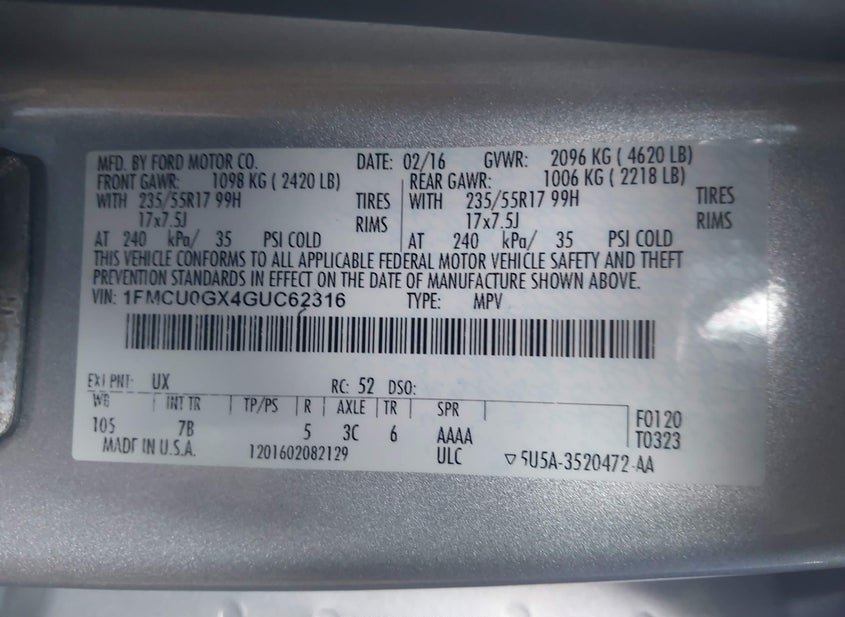 MFD. BY FORD MOTOR CO. DATE: 02/16 GVWR: 2096 KG ( 4620 LB)
FRONT GAWR: 1098 KG ( 2420 LB) REAR GAWR: 1006 KG ( 2218 LB)
WITH 235/55R17 99H TIRES WITH 235/55R17 99H TIRES
17x7.5J RIMS 17x7.5J RIMS
AT 240 kPa/ 35 PSI COLD AT 240 kPa/ 35 PSI COLD
THIS VEHICLE CONFORMS TO ALL APPLICABLE FEDERAL MOTOR VEHICLE SAFETY AND THEFT
PREVENTION STANDARDS IN EFFECT ON THE DATE OF MANUFACTURE SHOWN ABOVE.
VIN: 1FMCU0GX4GUC62316 TYPE: MPV
EXT PNT: UX RC: 52 DSO:
WB INT TR TP/PS R AXLE TR SPR F0120
105 7B 5 3C 6 AAAA T0323
MADE IN U.S.A. 1201602082129 ULC ▽5U5A-3520472-AA